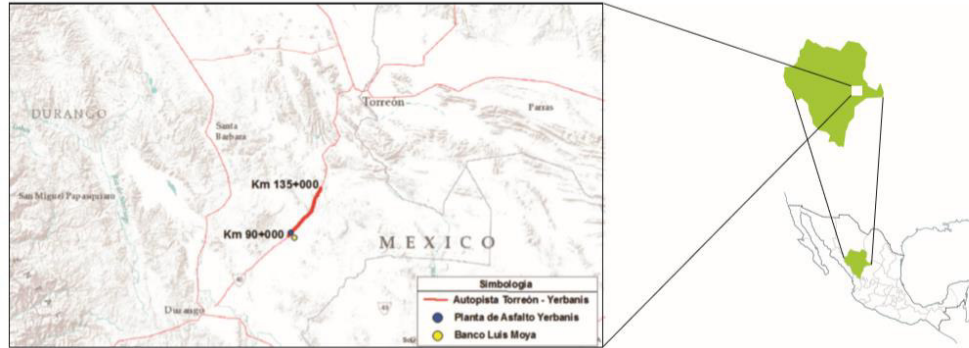 Torreón
Parras
DURANGO
Santa
Barbara
Km 135+000
San Miguel Papasquiaro
Km 90+000
MEXICO
Durango
Simbología
Autopista Torreón - Yerbanis
Planta de Asfalto Yerbanis
Banco Luis Moya